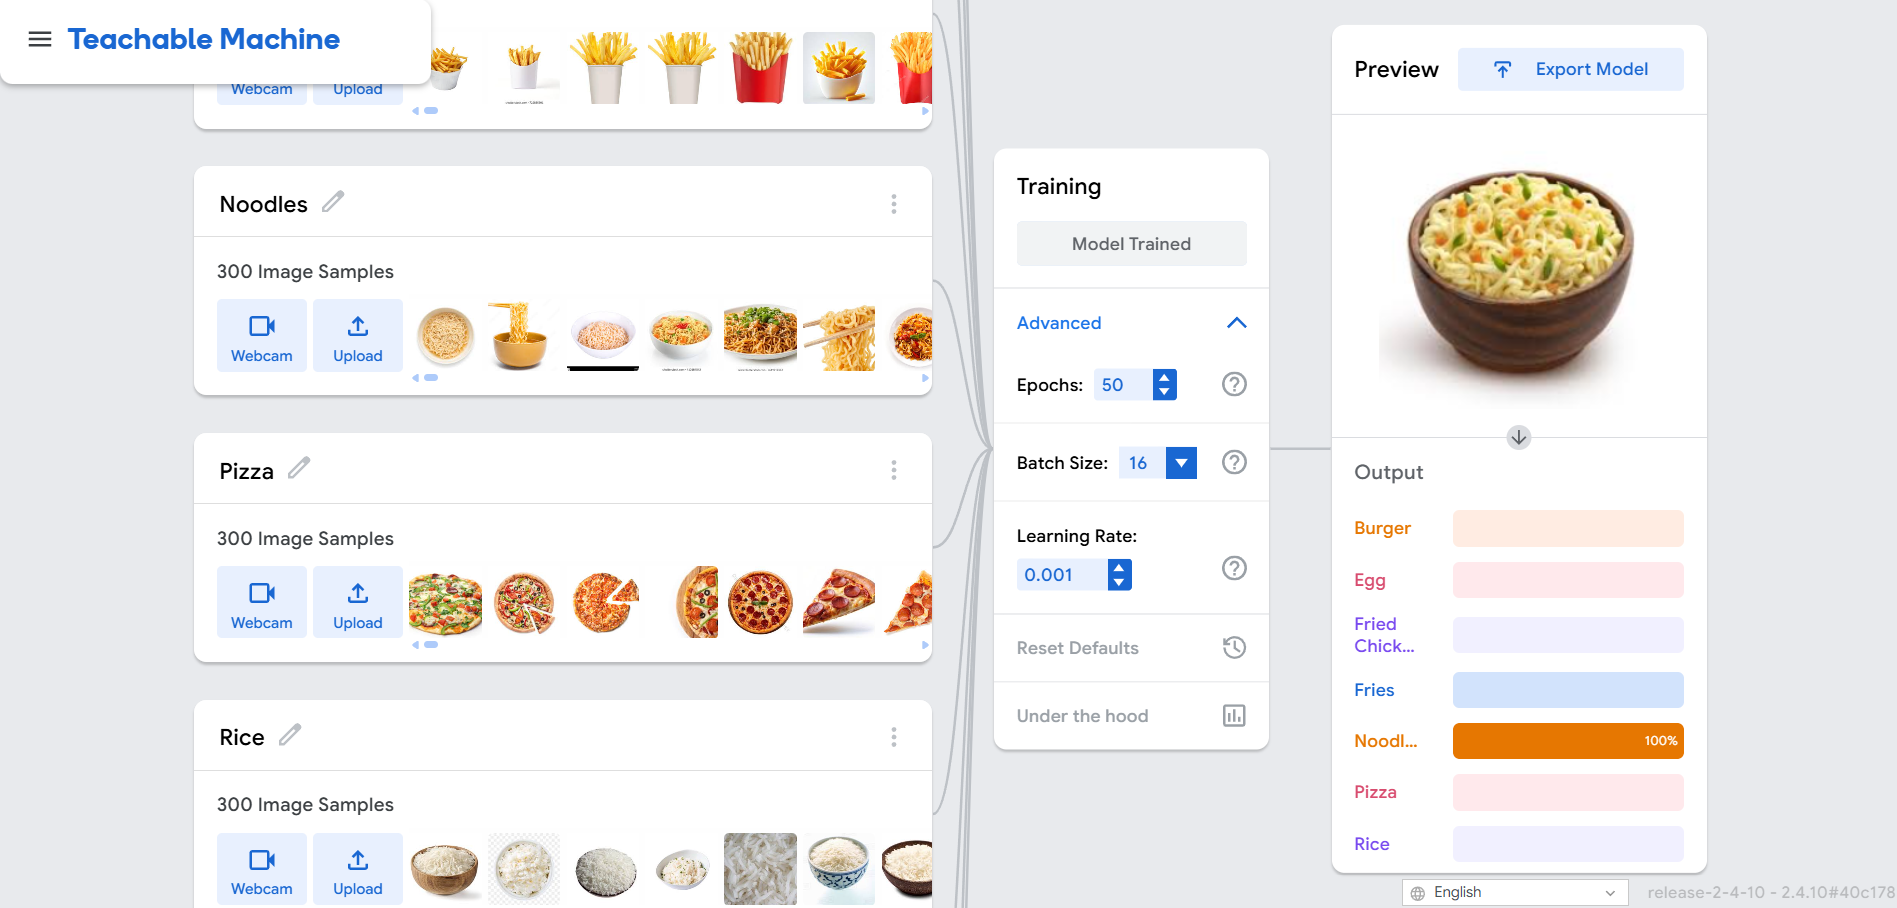 Teachable Machine
Webcam
Upload
Noodles
300 Image Samples
Webcam
Upload
Pizza
300 Image Samples
Webcam
Upload
Rice
300 Image Samples
Webcam
Upload
Training
Model Trained
Advanced
Epochs: 50
Batch Size: 16
Learning Rate:
0.001
Reset Defaults
Under the hood
Preview
Export Model
Output
Burger
Egg
Fried
Chick...
Fries
Noodl...
100%
Pizza
Rice
English
release-2-4-10 - 2.4.10#40c178